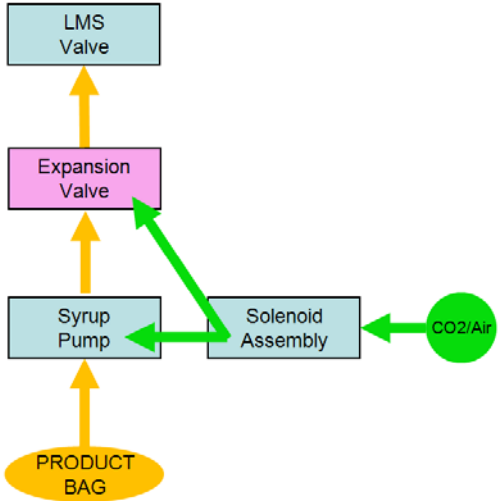 LMS
Valve
Expansion
Valve
Syrup
Pump
Solenoid
Assembly
CO2/Air
PRODUCT
BAG